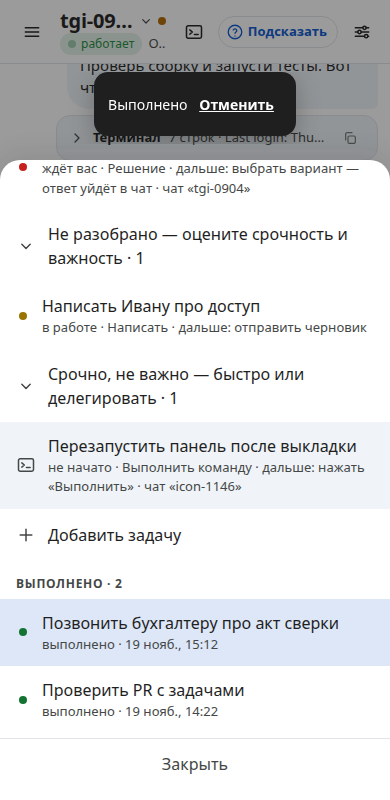 tgi-09...
работает О..
Подсказать
Проверь сборку и запусти тесты. Вот
чт
Выполнено Отменить
Терминал 7 строк · Last login: Thu...
ждёт вас · Решение · дальше: выбрать вариант —
ответ уйдёт в чат · чат «tgi-0904»
Не разобрано — оцените срочность и
важность · 1
Написать Ивану про доступ
в работе · Написать · дальше: отправить черновик
Срочно, не важно — быстро или
делегировать · 1
Перезапустить панель после выкладки
не начато · Выполнить команду · дальше: нажать
«Выполнить» · чат «icon-1146»
Добавить задачу
ВЫПОЛНЕНО · 2
Позвонить бухгалтеру про акт сверки
выполнено · 19 нояб., 15:12
Проверить PR с задачами
выполнено · 19 нояб., 14:22
Закрыть